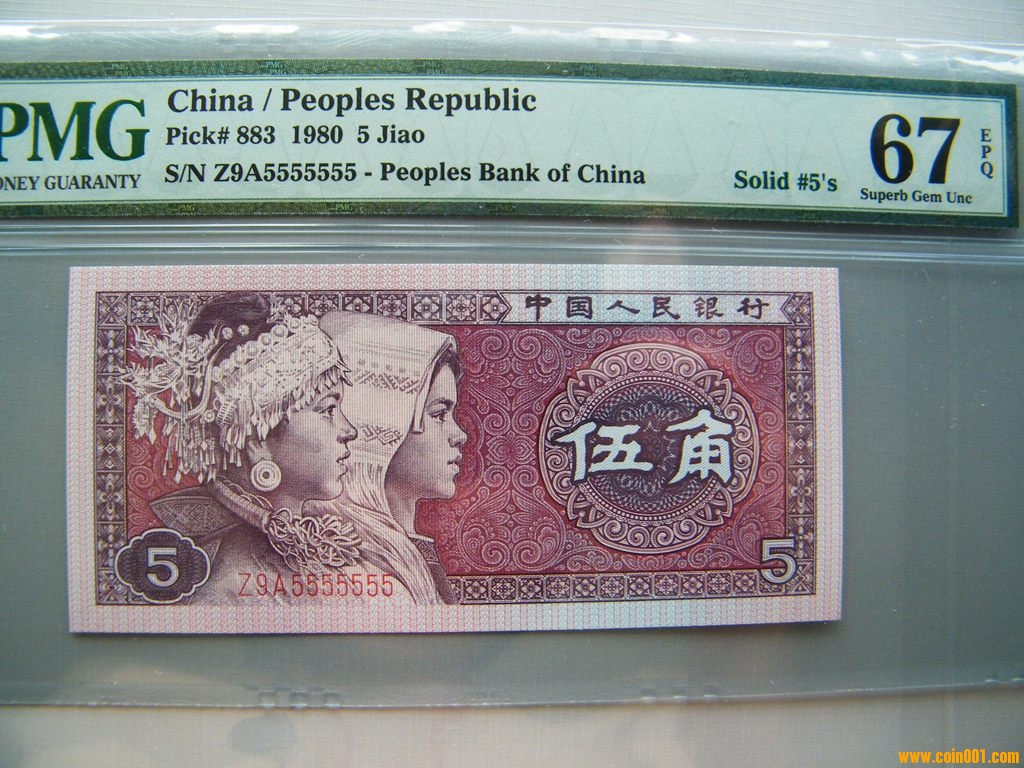 PMG
ONEY GUARANTY
China / Peoples Republic
Pick# 883 1980 5 Jiao
S/N Z9A5555555 - Peoples Bank of China
Solid #5's
67
EPQ
Superb Gem Unc
中国人民银行
伍角
5
Z9A5555555
5
www.coin001.com